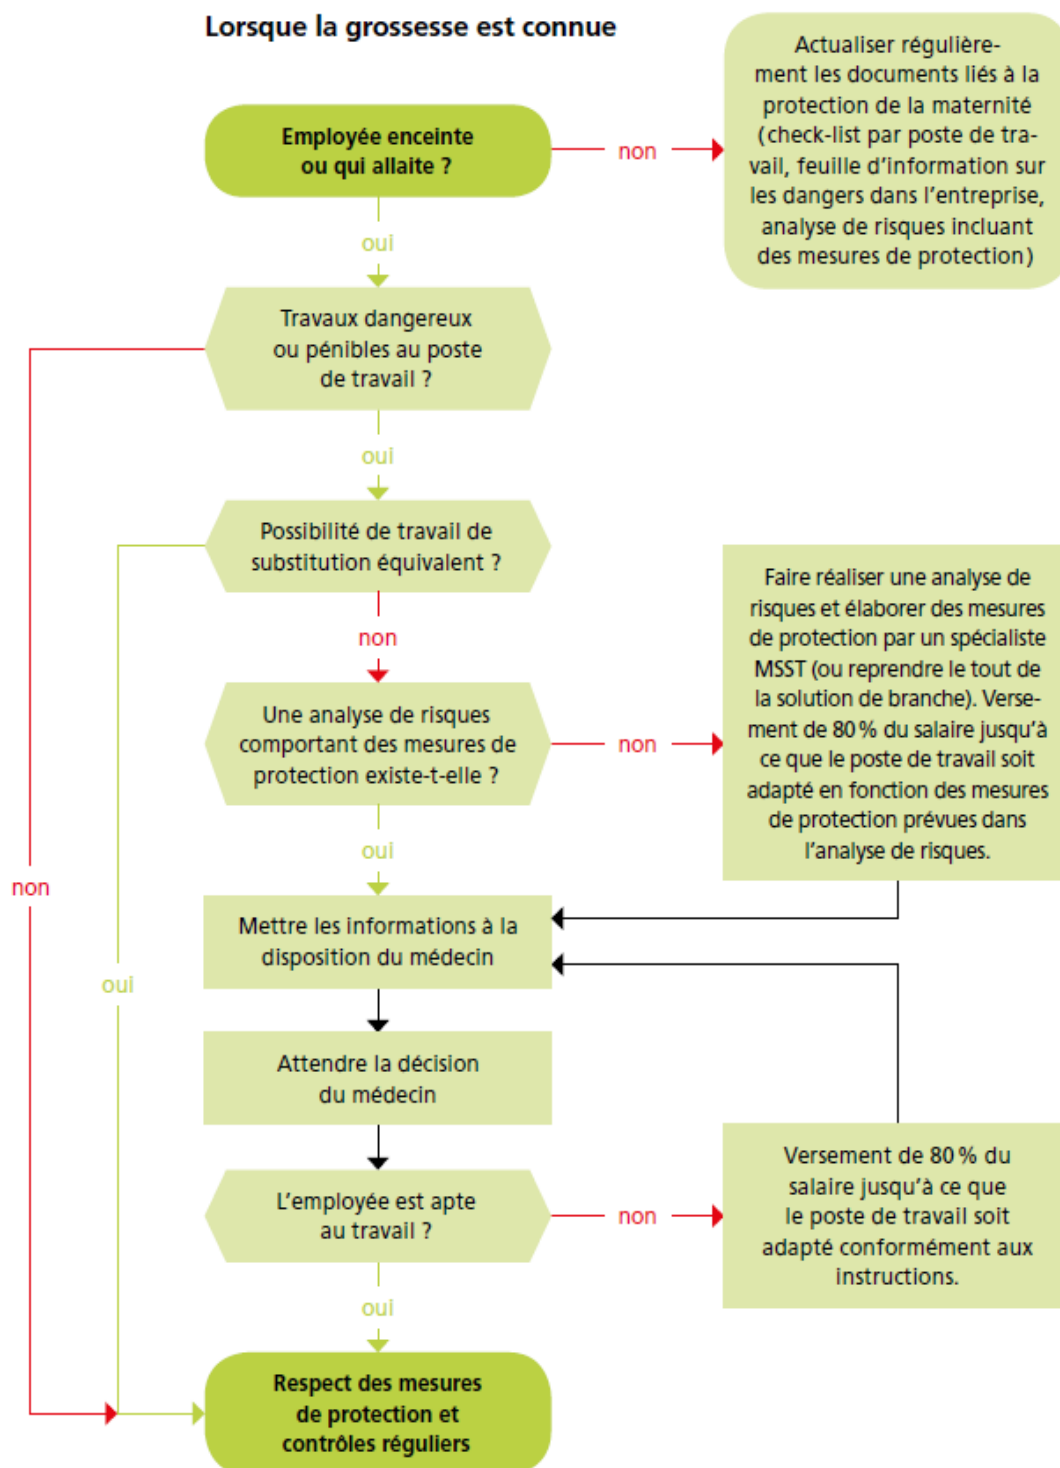 Lorsque la grossesse est connue
Employée enceinte
ou qui allaite ?
non
Actualiser régulière-
ment les documents liés à la
protection de la maternité
(check-list par poste de tra-
vail, feuille d’information sur
les dangers dans l’entreprise,
analyse de risques incluant
des mesures de protection)
oui
Travaux dangereux
ou pénibles au poste
de travail ?
oui
Possibilité de travail de
substitution équivalent ?
non
Une analyse de risques
comportant des mesures de
protection existe-t-elle ?
non
Faire réaliser une analyse de
risques et élaborer des mesures
de protection par un spécialiste
MSST (ou reprendre le tout de
la solution de branche). Verse-
ment de 80 % du salaire jusqu’à
ce que le poste de travail soit
adapté en fonction des mesures
de protection prévues dans
l’analyse de risques.
oui
non
Mettre les informations à la
disposition du médecin
oui
Attendre la décision
du médecin
L’employée est apte
au travail ?
non
Versement de 80 % du
salaire jusqu’à ce que
le poste de travail soit
adapté conformément aux
instructions.
oui
Respect des mesures
de protection et
contrôles réguliers